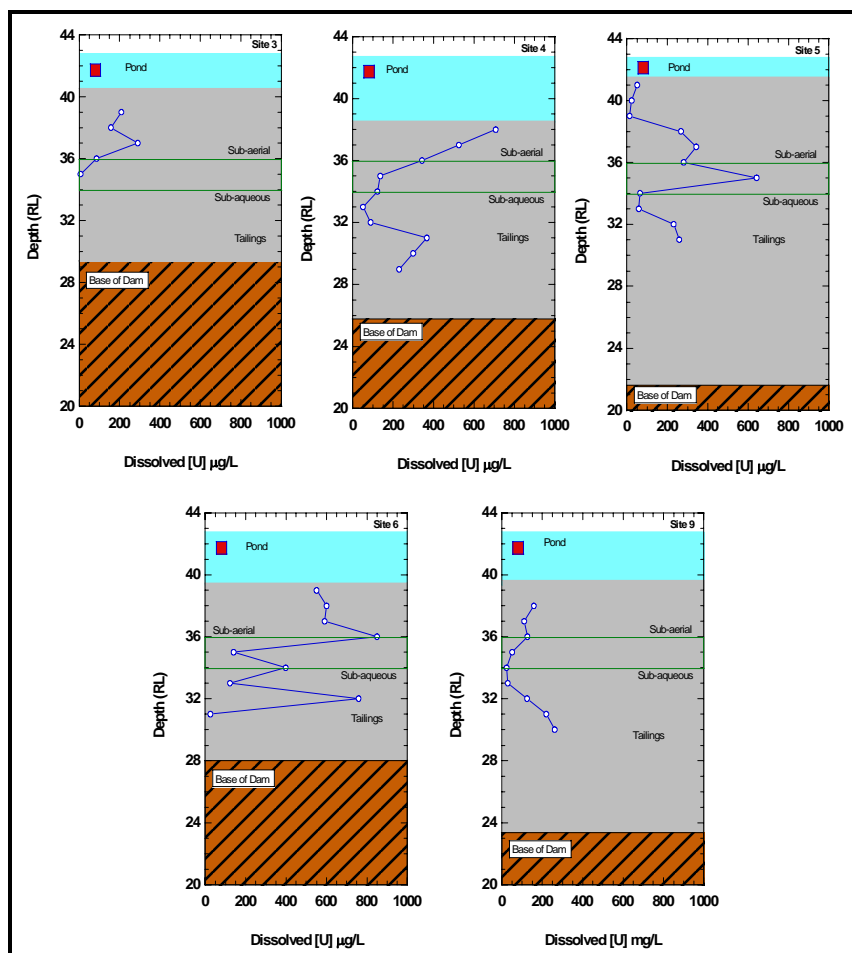 Site 3
44
Pond
40
36
Sub-aerial
Sub-aqueous
32
Tailings
28
Base of Dam
24
20
Depth (RL)
0 200 400 600 800 1000
Dissolved [U] µg/L
Site 4
44
Pond
40
36
Sub-aerial
Sub-aqueous
32
Tailings
28
Base of Dam
24
20
Depth (RL)
0 200 400 600 800 1000
Dissolved [U] µg/L
Site 5
44
Pond
40
36
Sub-aerial
Sub-aqueous
32
Tailings
28
24
Base of Dam
20
Depth (RL)
0 200 400 600 800 1000
Dissolved [U] µg/L
Site 6
44
Pond
40
36
Sub-aerial
Sub-aqueous
32
Tailings
28
Base of Dam
24
20
Depth (RL)
0 200 400 600 800 1000
Dissolved [U] µg/L
Site 9
44
Pond
40
36
Sub-aerial
Sub-aqueous
32
Tailings
28
24
Base of Dam
20
Depth (RL)
0 200 400 600 800 1000
Dissolved [U] mg/L